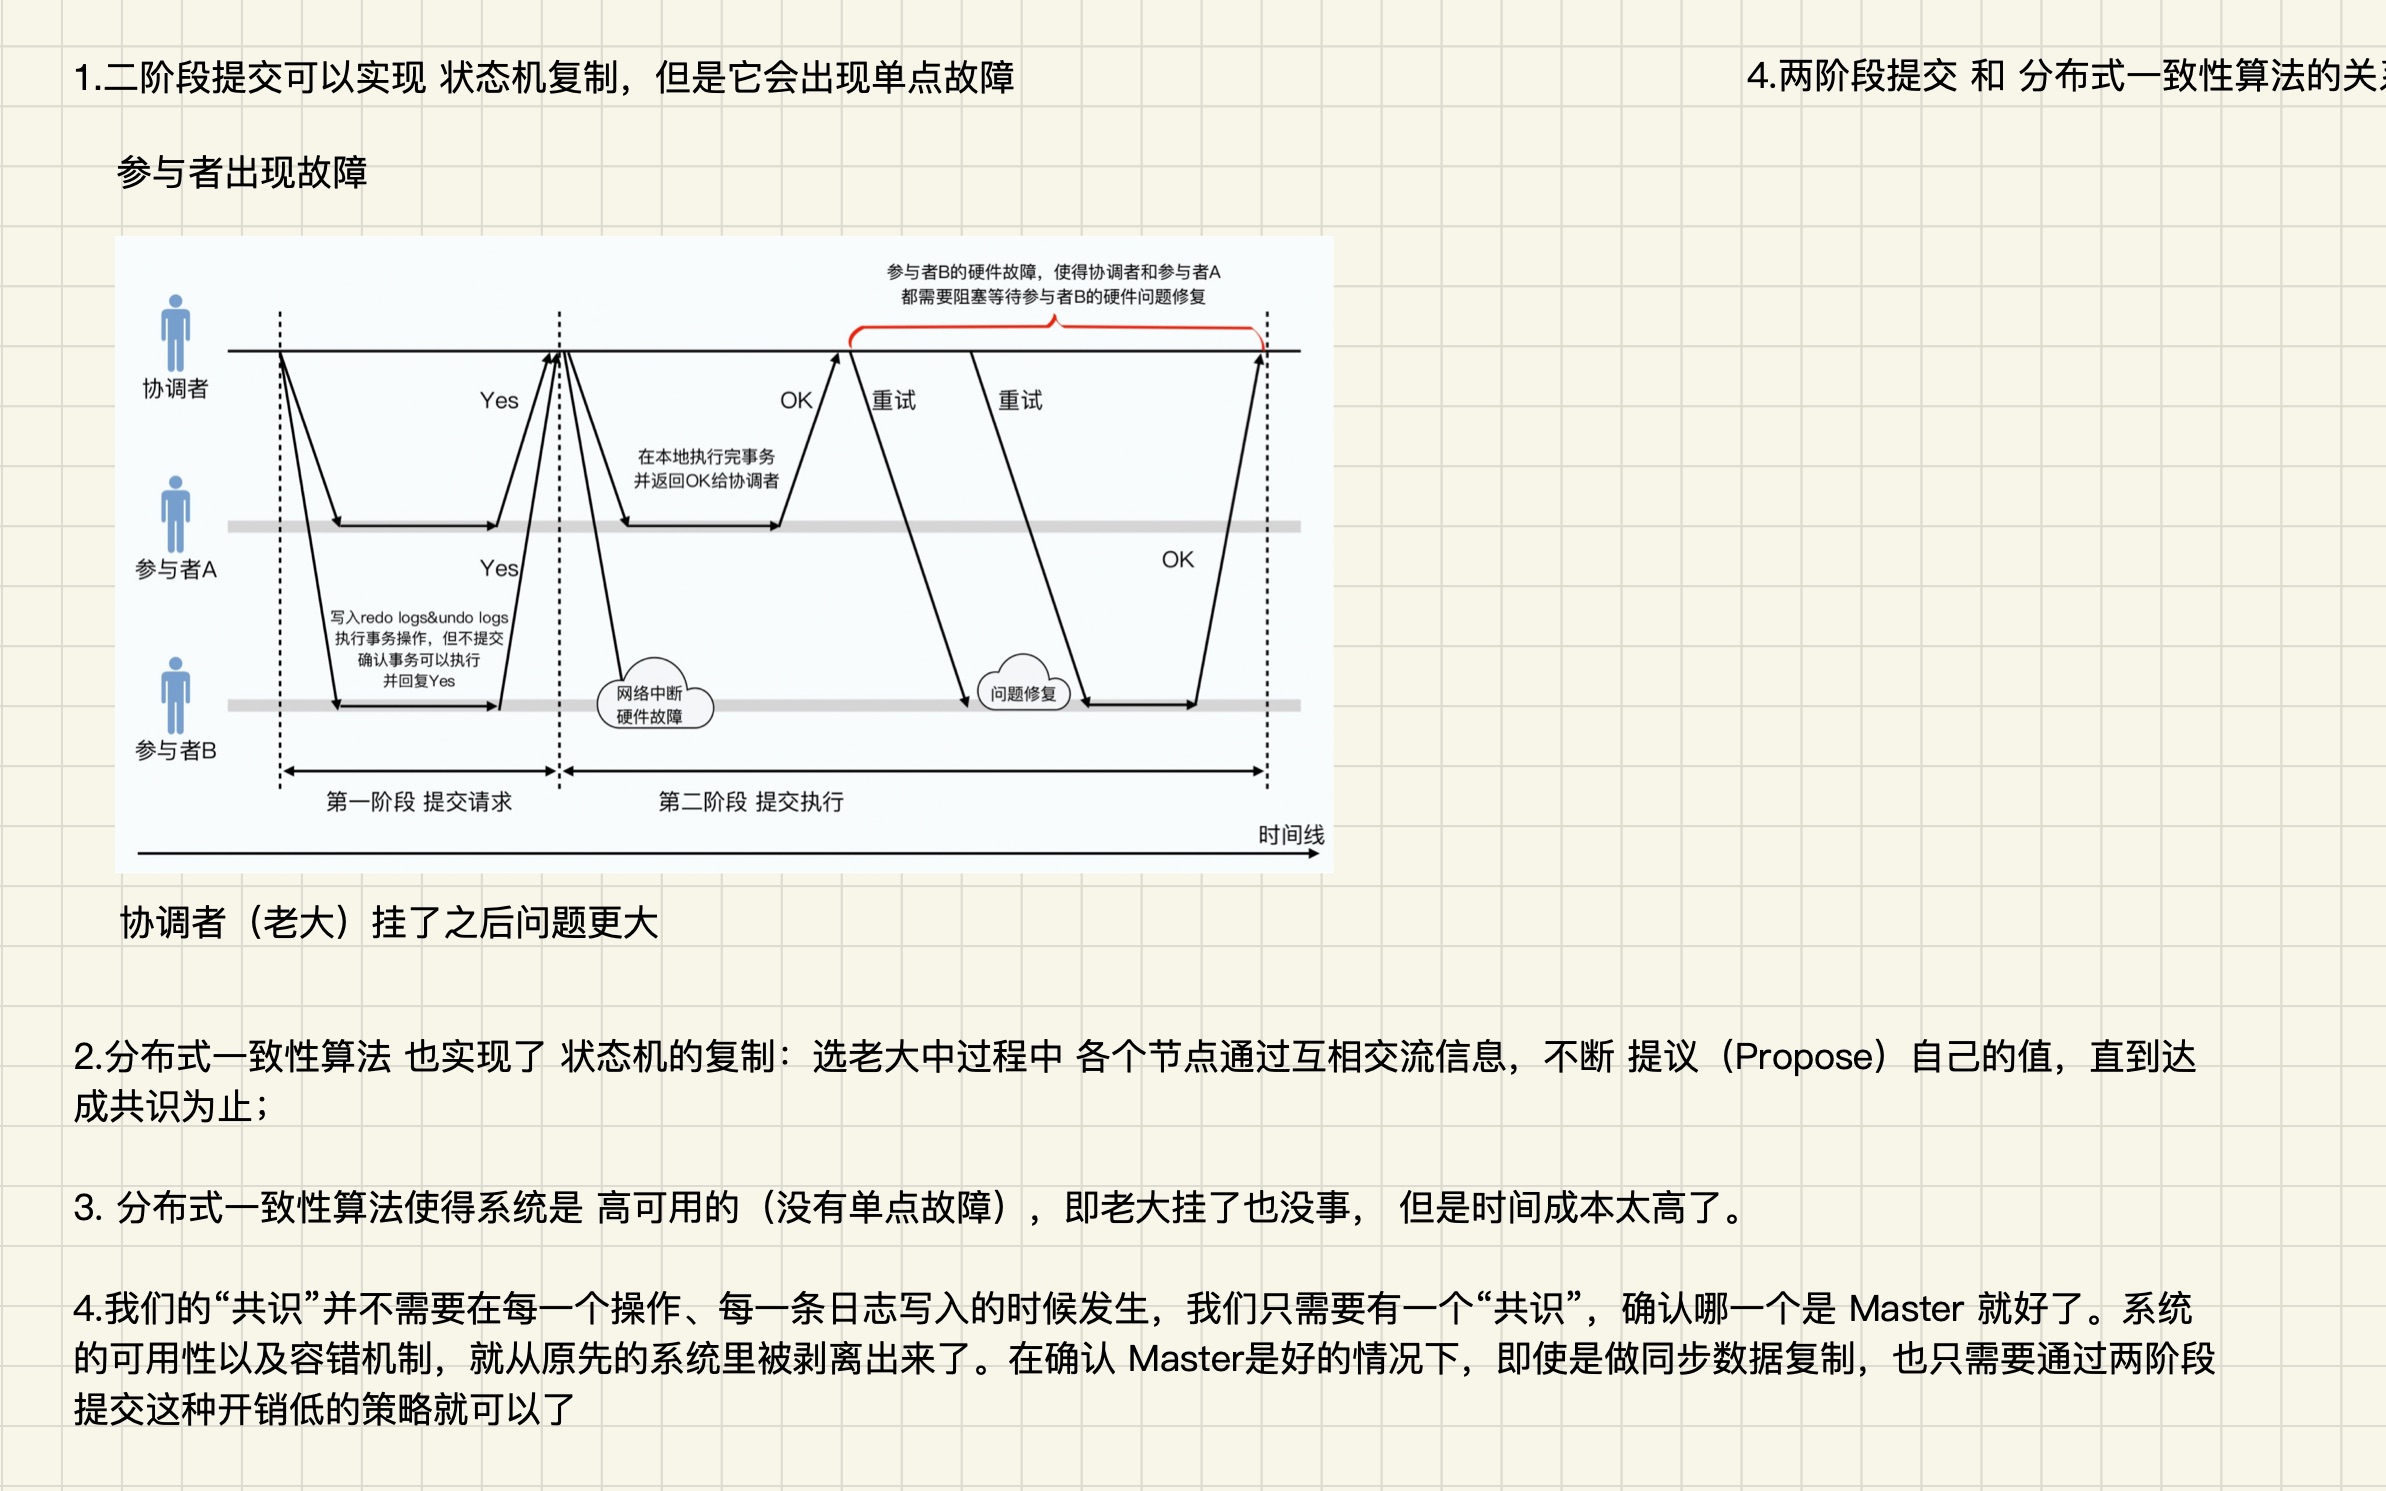 1.二阶段提交可以实现 状态机复制，但是它会出现单点故障
4.两阶段提交 和 分布式一致性算法的关
参与者出现故障
参与者B的硬件故障，使得协调者和参与者A
都需要阻塞等待参与者B的硬件问题修复
协调者
Yes
OK
重试
重试
在本地执行完事务
并返回OK给协调者
参与者A
Yes
OK
写入redo logs&undo logs
执行事务操作，但不提交
确认事务可以执行
并回复Yes
网络中断
硬件故障
问题修复
参与者B
第一阶段 提交请求
第二阶段 提交执行
时间线
协调者（老大）挂了之后问题更大
2.分布式一致性算法 也实现了 状态机的复制：选老大中过程中 各个节点通过互相交流信息，不断 提议（Propose）自己的值，直到达
成共识为止；
3. 分布式一致性算法使得系统是 高可用的（没有单点故障），即老大挂了也没事， 但是时间成本太高了。
4.我们的“共识”并不需要在每一个操作、每一条日志写入的时候发生，我们只需要有一个“共识”，确认哪一个是 Master 就好了。系统
的可用性以及容错机制，就从原先的系统里被剥离出来了。在确认 Master是好的情况下，即使是做同步数据复制，也只需要通过两阶段
提交这种开销低的策略就可以了